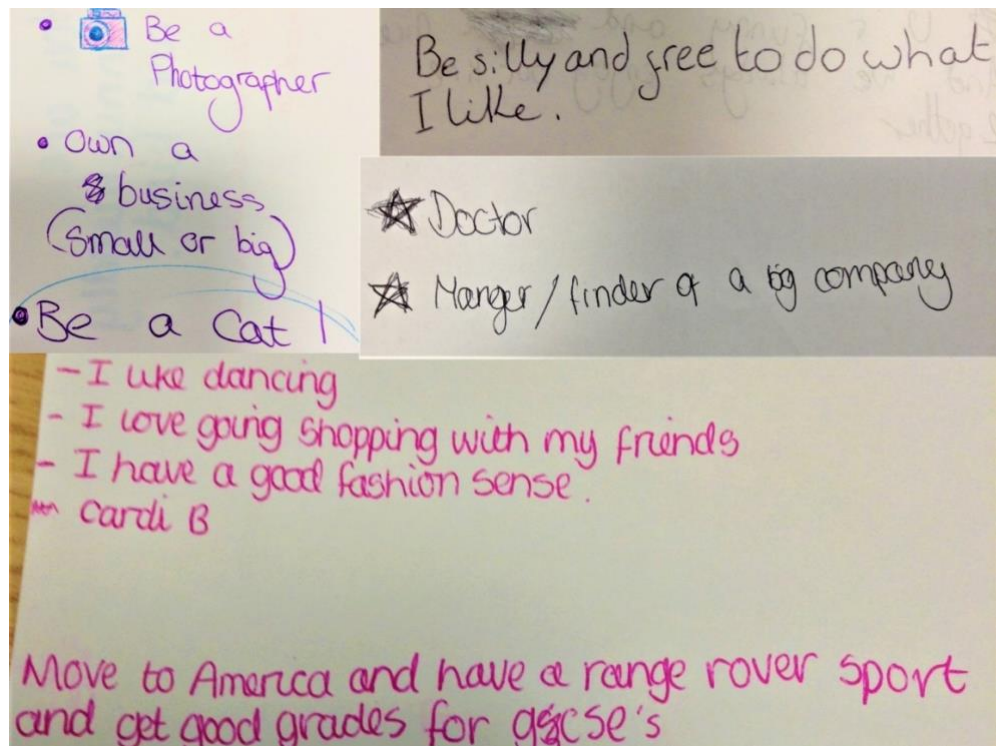 • Be a
Photographer
• Own a
business
(Small or big)
• Be a Cat !
Be silly and free to do what
I like.
Doctor
Manger/finder of a big company
- I like dancing
- I love going shopping with my friends
- I have a good fashion sense.
- Cardi B
Move to America and have a range rover sport
and get good grades for gcse's